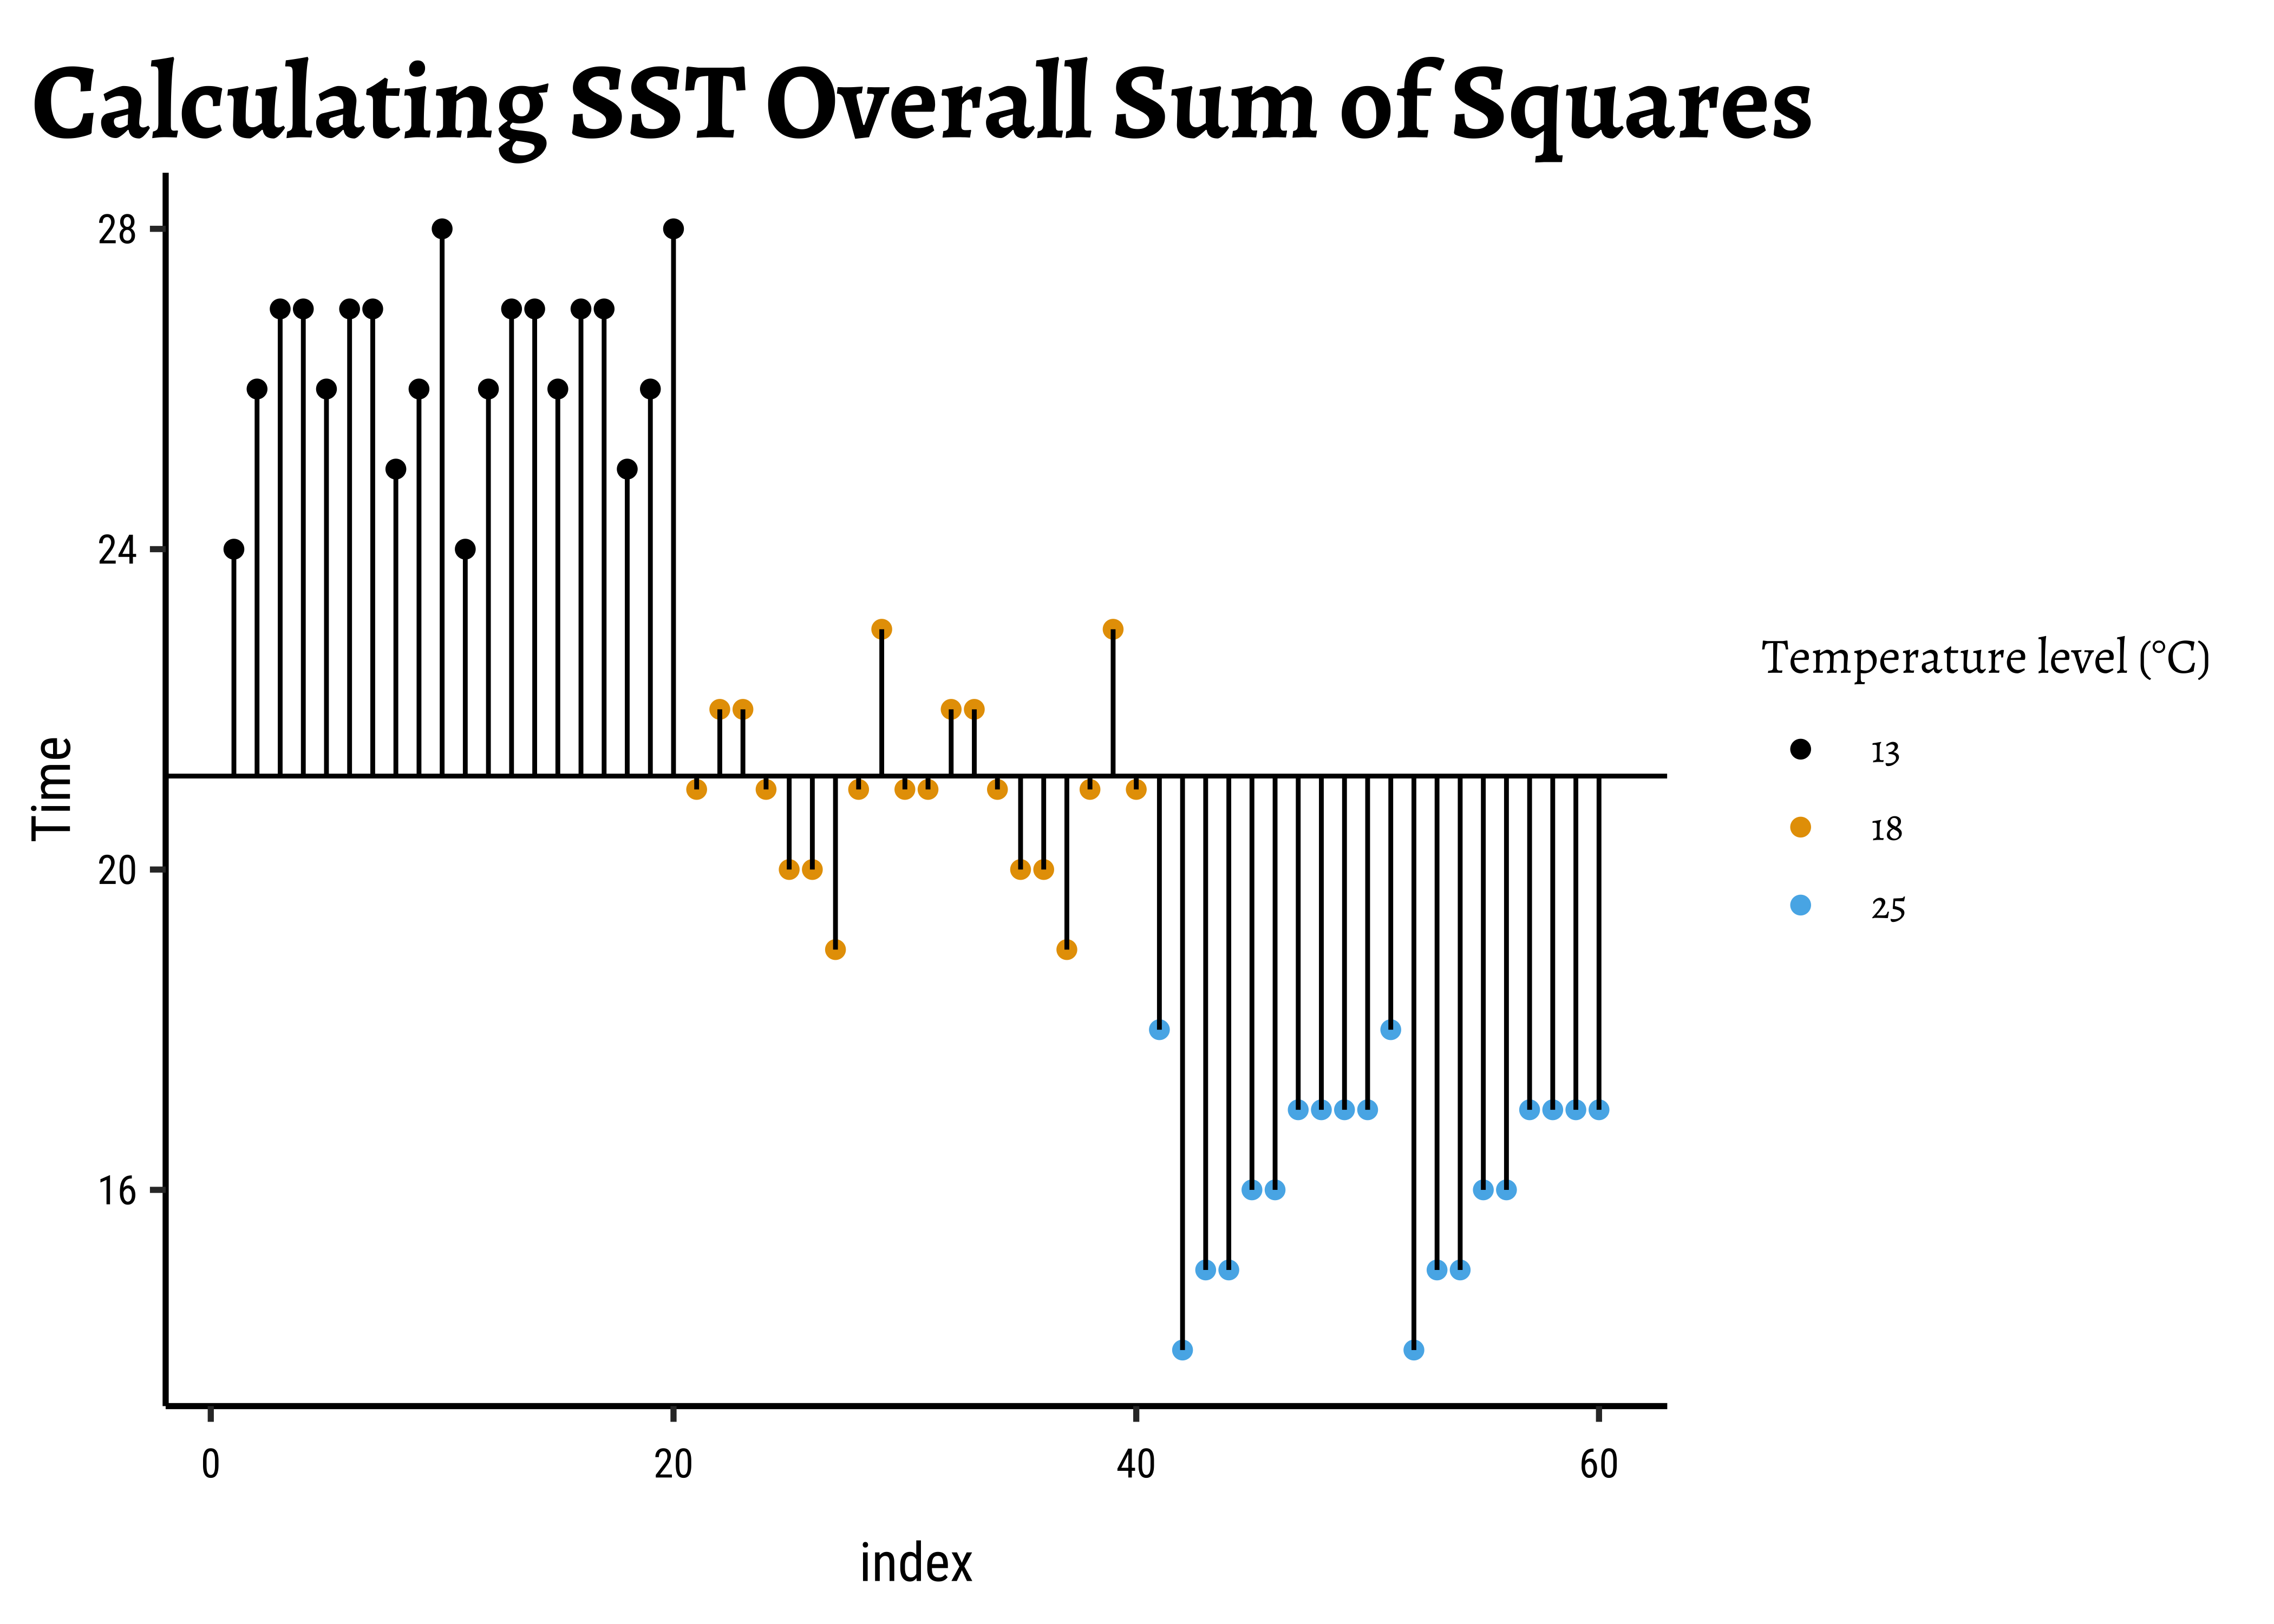 Calculating SST Overall Sum of Squares
28
24
20
16
Time
0 20 40 60
index
Temperature level (°C)
13
18
25